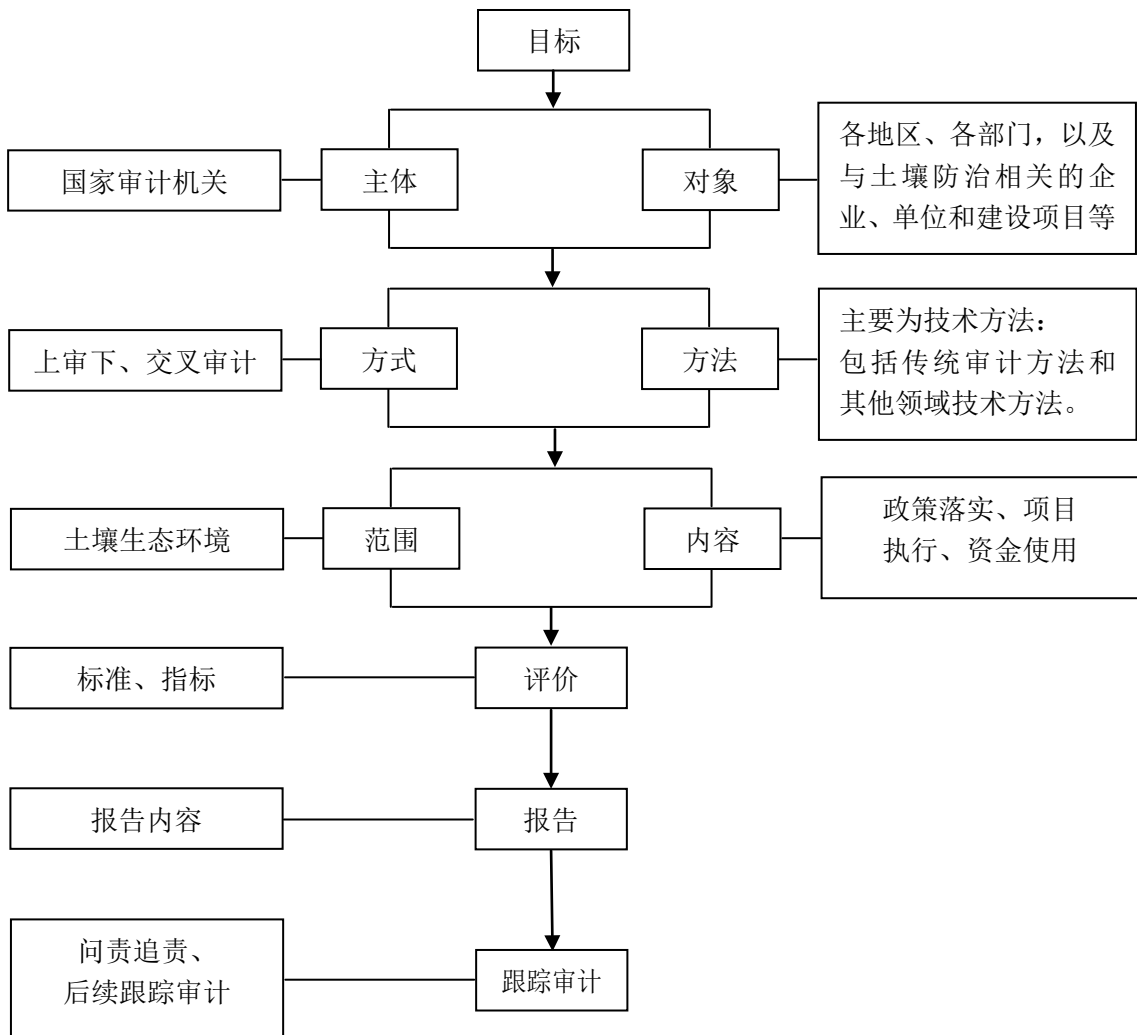 目标
国家审计机关
主体
对象
各地区、各部门，以及
与土壤防治相关的企
业、单位和建设项目等
上审下、交叉审计
方式
方法
主要为技术方法：
包括传统审计方法和
其他领域技术方法。
土壤生态环境
范围
内容
政策落实、项目
执行、资金使用
标准、指标
评价
报告内容
报告
问责追责、
后续跟踪审计
跟踪审计